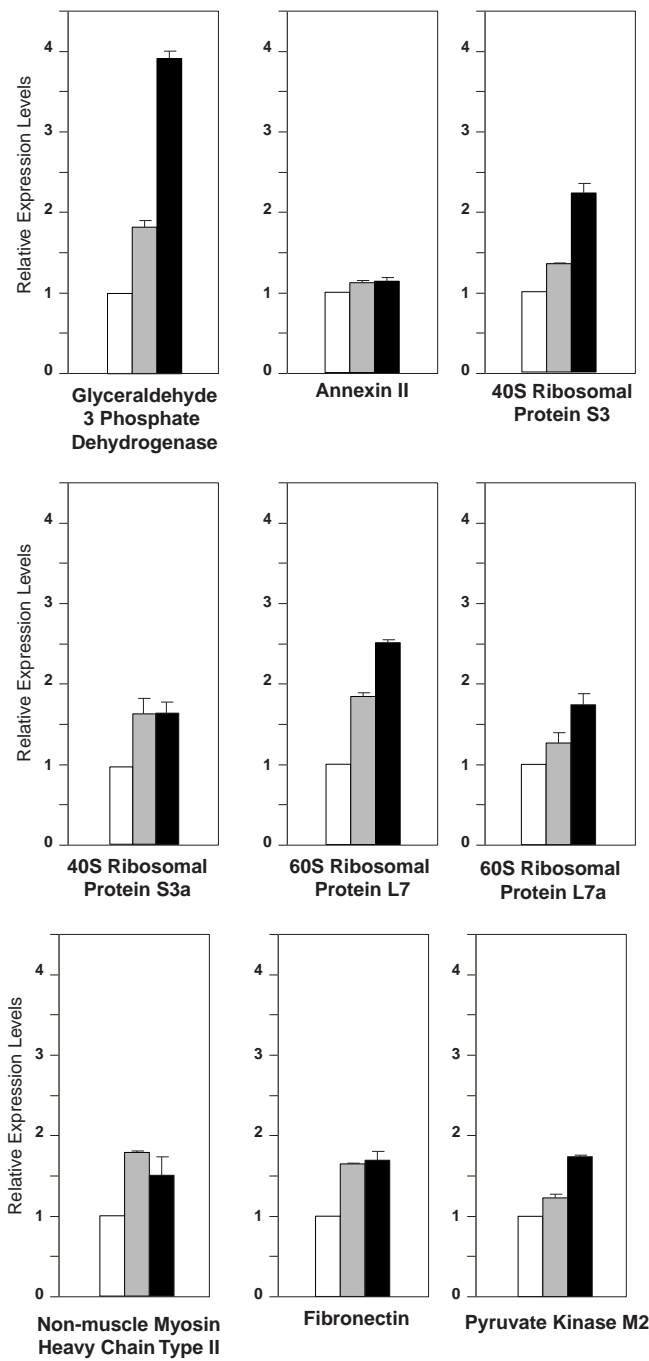 Relative Expression Levels
4
3
2
1
0
Glyceraldehyde
3 Phosphate
Dehydrogenase
4
3
2
1
0
Annexin II
4
3
2
1
0
40S Ribosomal
Protein S3
Relative Expression Levels
4
3
2
1
0
40S Ribosomal
Protein S3a
4
3
2
1
0
60S Ribosomal
Protein L7
4
3
2
1
0
60S Ribosomal
Protein L7a
Relative Expression Levels
4
3
2
1
0
Non-muscle Myosin
Heavy Chain Type II
4
3
2
1
0
Fibronectin
4
3
2
1
0
Pyruvate Kinase M2